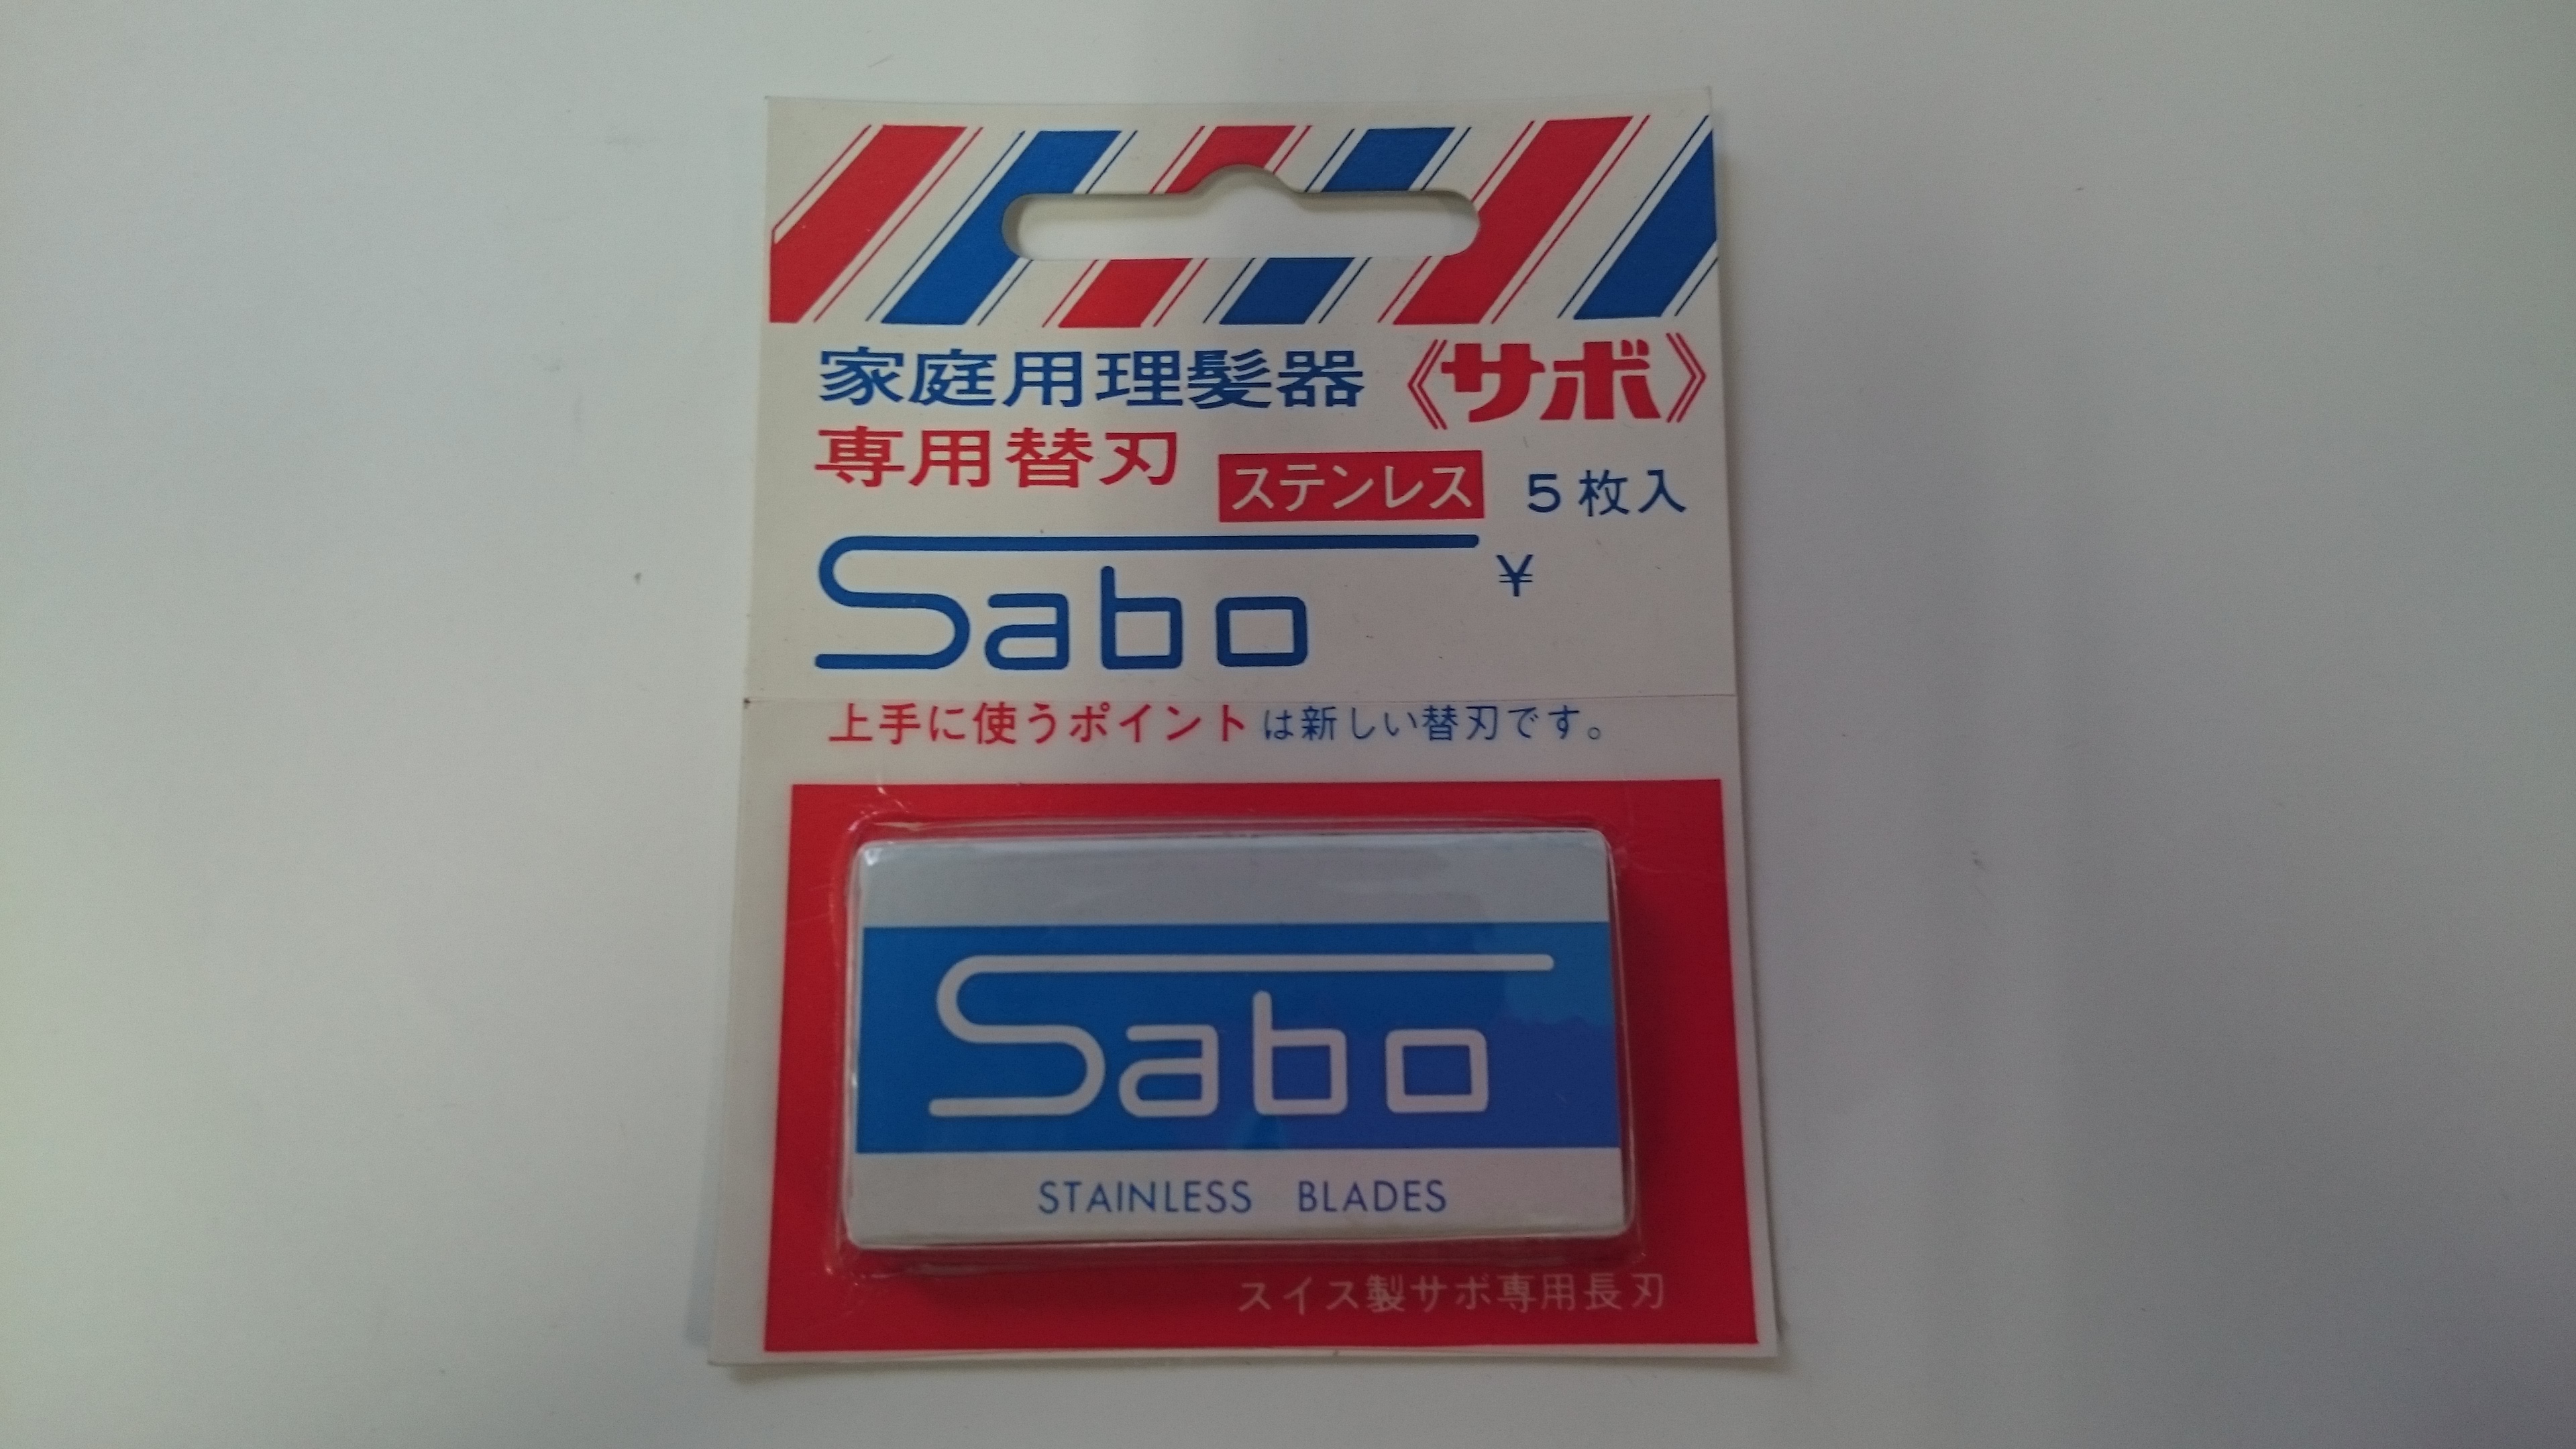 家庭用理髪器《サボ》
専用替刃 ステンレス 5枚入
Sabo ¥
上手に使うポイントは新しい替刃です。
Sabo
STAINLESS BLADES
スイス製サボ専用長刃